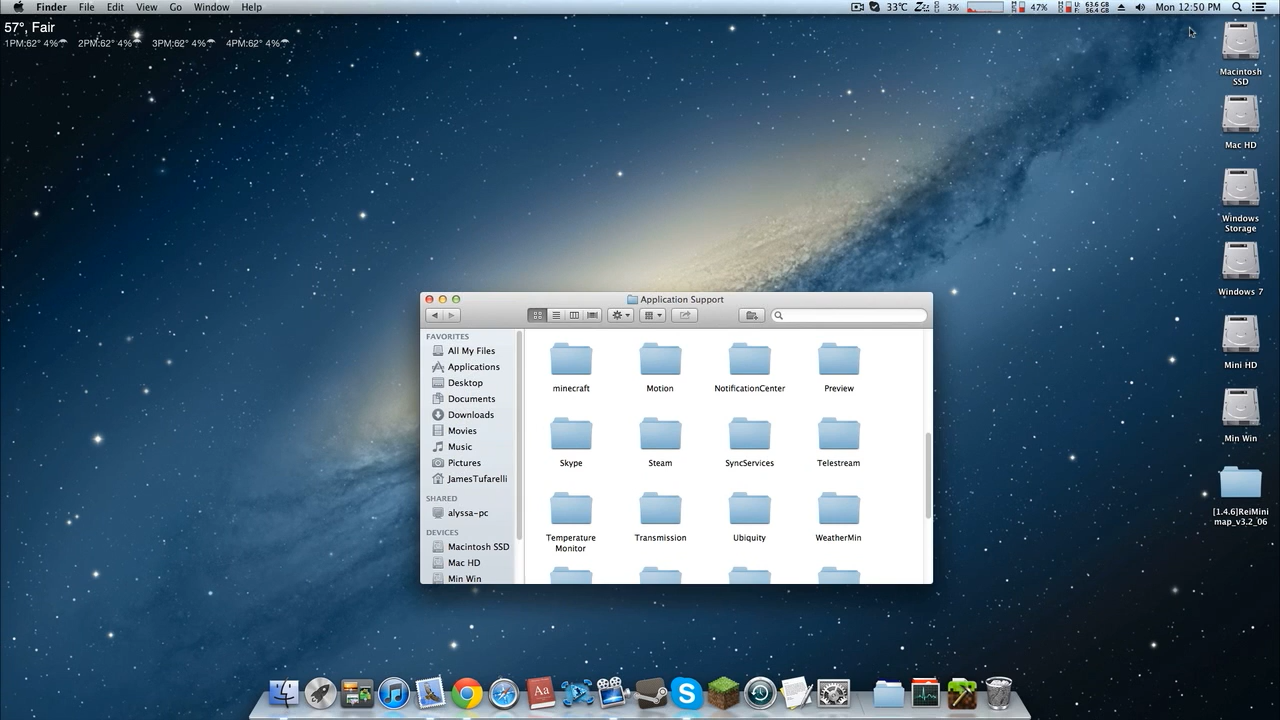 Finder File Edit View Go Window Help
33°C 3% 47% U: 63.6 GB F: 56.4 GB Mon 12:50 PM
57°, Fair
1PM:62° 4% 2PM:62° 4% 3PM:62° 4% 4PM:62° 4%
Macintosh
SSD
Mac HD
Windows
Storage
Windows 7
Mini HD
Min Win
[1.4.6]ReiMini
map_v3.2_06
Application Support
FAVORITES
All My Files
Applications
Desktop
Documents
Downloads
Movies
Music
Pictures
JamesTufarelli
SHARED
alyssa-pc
DEVICES
Macintosh SSD
Mac HD
Min Win
minecraft Motion NotificationCenter Preview
Skype Steam SyncServices Telestream
Temperature
Monitor
Transmission Ubiquity WeatherMin
Aa